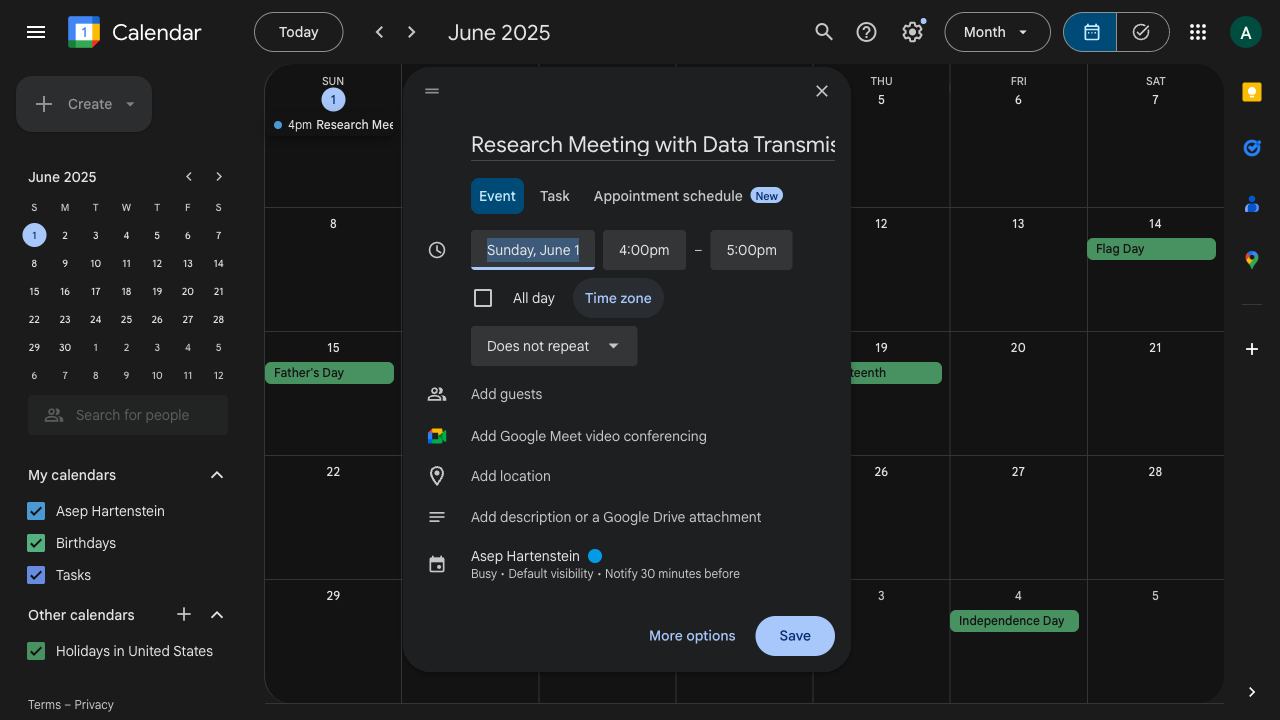 1
Calendar
Today
June 2025
Month
A
Create
June 2025
S M T W T F S
1 2 3 4 5 6 7
8 9 10 11 12 13 14
15 16 17 18 19 20 21
22 23 24 25 26 27 28
29 30 1 2 3 4 5
6 7 8 9 10 11 12
Search for people
My calendars
Asep Hartenstein
Birthdays
Tasks
Other calendars
Holidays in United States
Terms – Privacy
SUN THU FRI SAT
1 5 6 7
4pm Research Mee
8 12 13 14
Flag Day
15 19 20 21
Father's Day
teenth
22 26 27 28
29 3 4 5
Independence Day
Research Meeting with Data Transmis
Event Task Appointment schedule New
Sunday, June 1 4:00pm – 5:00pm
All day Time zone
Does not repeat
Add guests
Add Google Meet video conferencing
Add location
Add description or a Google Drive attachment
Asep Hartenstein
Busy • Default visibility • Notify 30 minutes before
More options Save